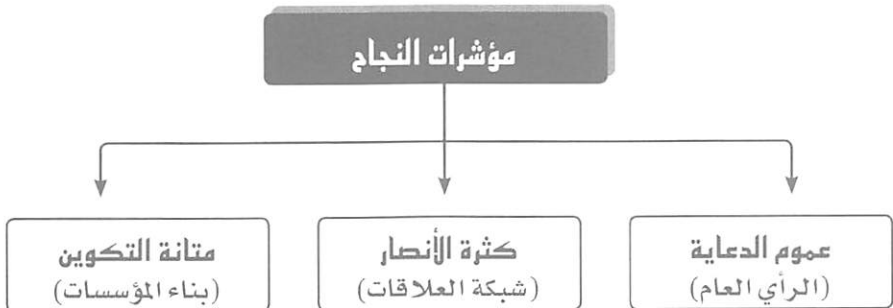 مؤشرات النجاح
عموم الدعاية
(الرأي العام)
كثرة الأنصار
(شبكة العلاقات)
متانة التكوين
(بناء المؤسسات)